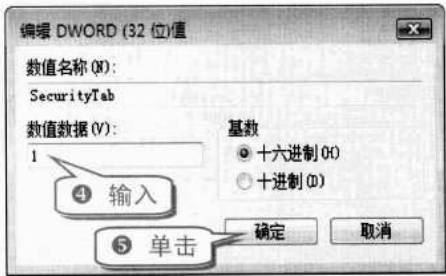 编辑 DWORD (32 位)值
数值名称(N):
SecurityTab
数值数据(V):
基数
1
十六进制(H)
十进制(D)
❹ 输入
❺ 单击
确定
取消